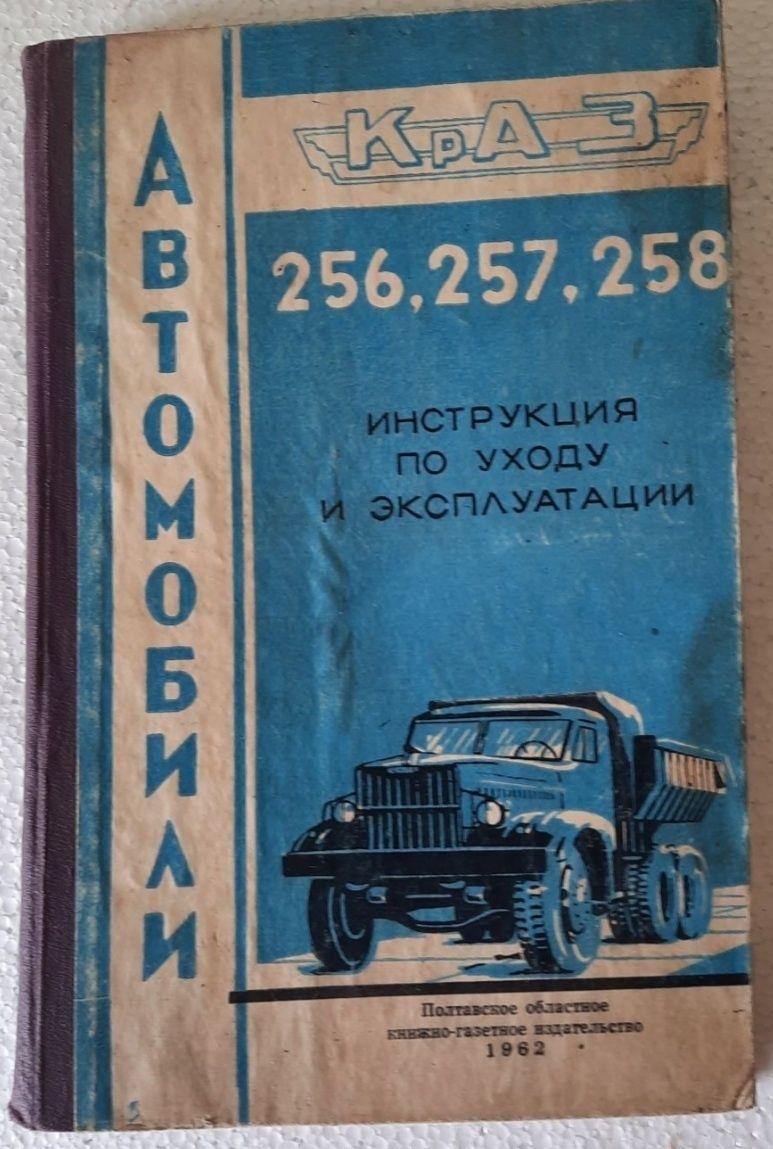 АВТОМОБИЛИ
КрАЗ
256, 257, 258
ИНСТРУКЦИЯ
ПО УХОДУ
И ЭКСПЛУАТАЦИИ
Полтавское областное
книжно-газетное издательство
1962